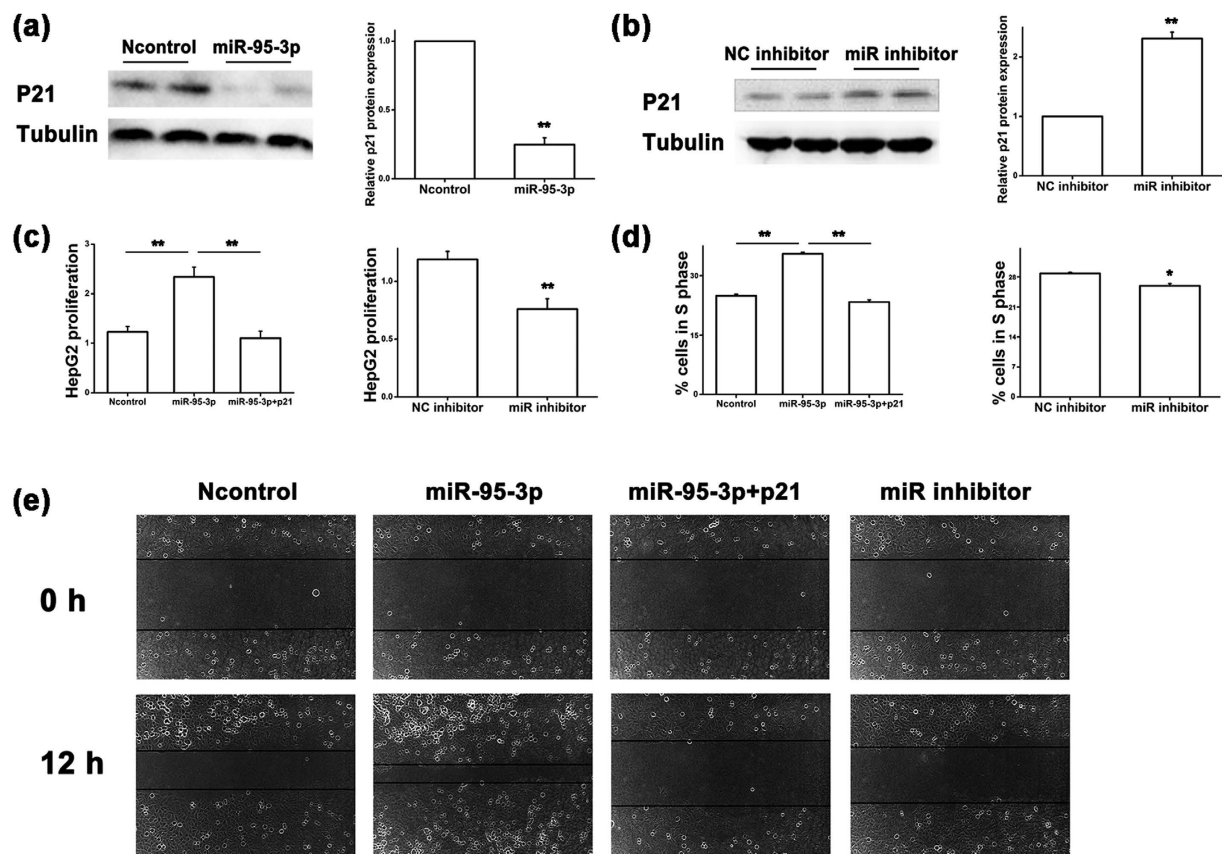 (a)
Ncontrol miR-95-3p
P21
Tubulin
Relative p21 protein expression
1.0
0.5
0.0
**
Ncontrol miR-95-3p
(b)
NC inhibitor miR inhibitor
P21
Tubulin
Relative p21 protein expression
2
1
0
**
NC inhibitor miR inhibitor
(c)
HepG2 proliferation
3
2
1
0
** **
Ncontrol miR-95-3p miR-95-3p+p21
HepG2 proliferation
1.0
0.5
0.0
**
NC inhibitor miR inhibitor
(d)
% cells in S phase
30
15
0
** **
Ncontrol miR-95-3p miR-95-3p+p21
% cells in S phase
28
21
14
7
0
*
NC inhibitor miR inhibitor
(e)
Ncontrol miR-95-3p miR-95-3p+p21 miR inhibitor
0 h
12 h